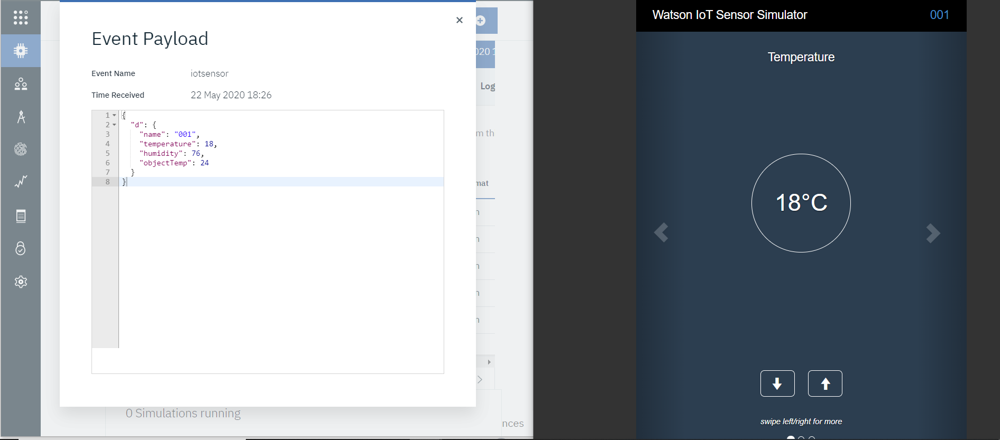 Event Payload
Event Name iotsensor
Time Received 22 May 2020 18:26
1 {
2 "d": {
3 "name": "001",
4 "temperature": 18,
5 "humidity": 76,
6 "objectTemp": 24
7 }
8 }
Log
m th
mat
0 Simulations running
nces
Watson IoT Sensor Simulator 001
Temperature
18°C
swipe left/right for more